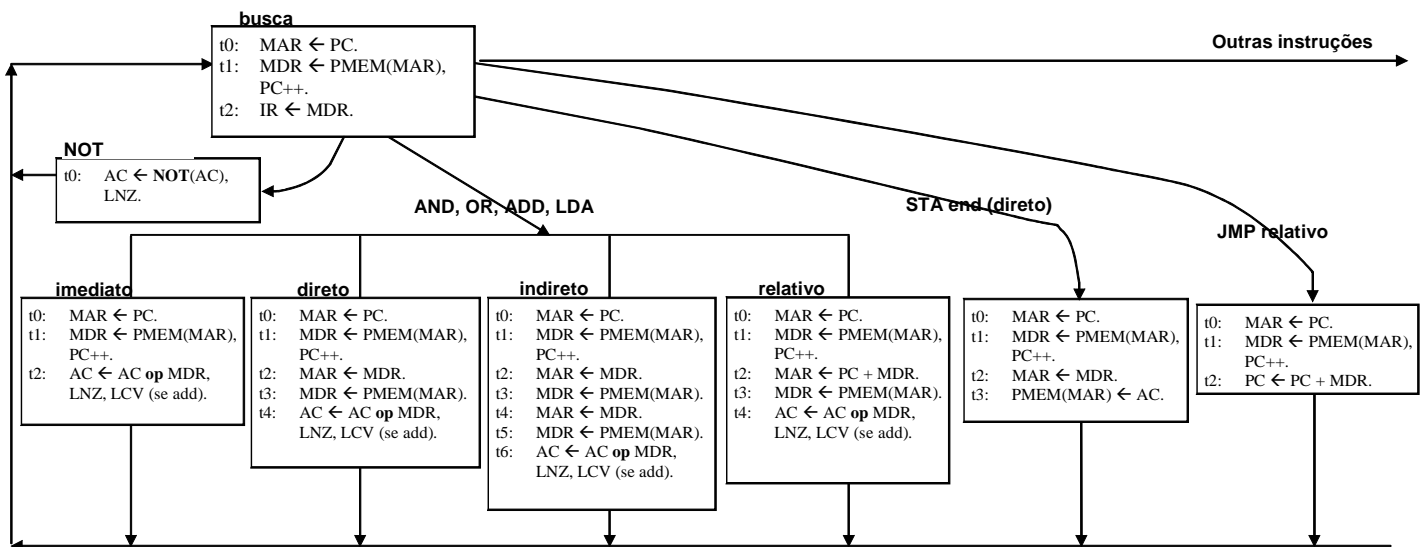 busca
t0: MAR ← PC.
t1: MDR ← PMEM(MAR),
PC++.
t2: IR ← MDR.
Outras instruções
NOT
t0: AC ← NOT(AC),
LNZ.
AND, OR, ADD, LDA
STA end (direto)
JMP relativo
imediato
t0: MAR ← PC.
t1: MDR ← PMEM(MAR),
PC++.
t2: AC ← AC op MDR,
LNZ, LCV (se add).
direto
t0: MAR ← PC.
t1: MDR ← PMEM(MAR),
PC++.
t2: MAR ← MDR.
t3: MDR ← PMEM(MAR).
t4: AC ← AC op MDR,
LNZ, LCV (se add).
indireto
t0: MAR ← PC.
t1: MDR ← PMEM(MAR),
PC++.
t2: MAR ← MDR.
t3: MDR ← PMEM(MAR).
t4: MAR ← MDR.
t5: MDR ← PMEM(MAR).
t6: AC ← AC op MDR,
LNZ, LCV (se add).
relativo
t0: MAR ← PC.
t1: MDR ← PMEM(MAR),
PC++.
t2: MAR ← PC + MDR.
t3: MDR ← PMEM(MAR).
t4: AC ← AC op MDR,
LNZ, LCV (se add).
t0: MAR ← PC.
t1: MDR ← PMEM(MAR),
PC++.
t2: MAR ← MDR.
t3: PMEM(MAR) ← AC.
t0: MAR ← PC.
t1: MDR ← PMEM(MAR),
PC++.
t2: PC ← PC + MDR.